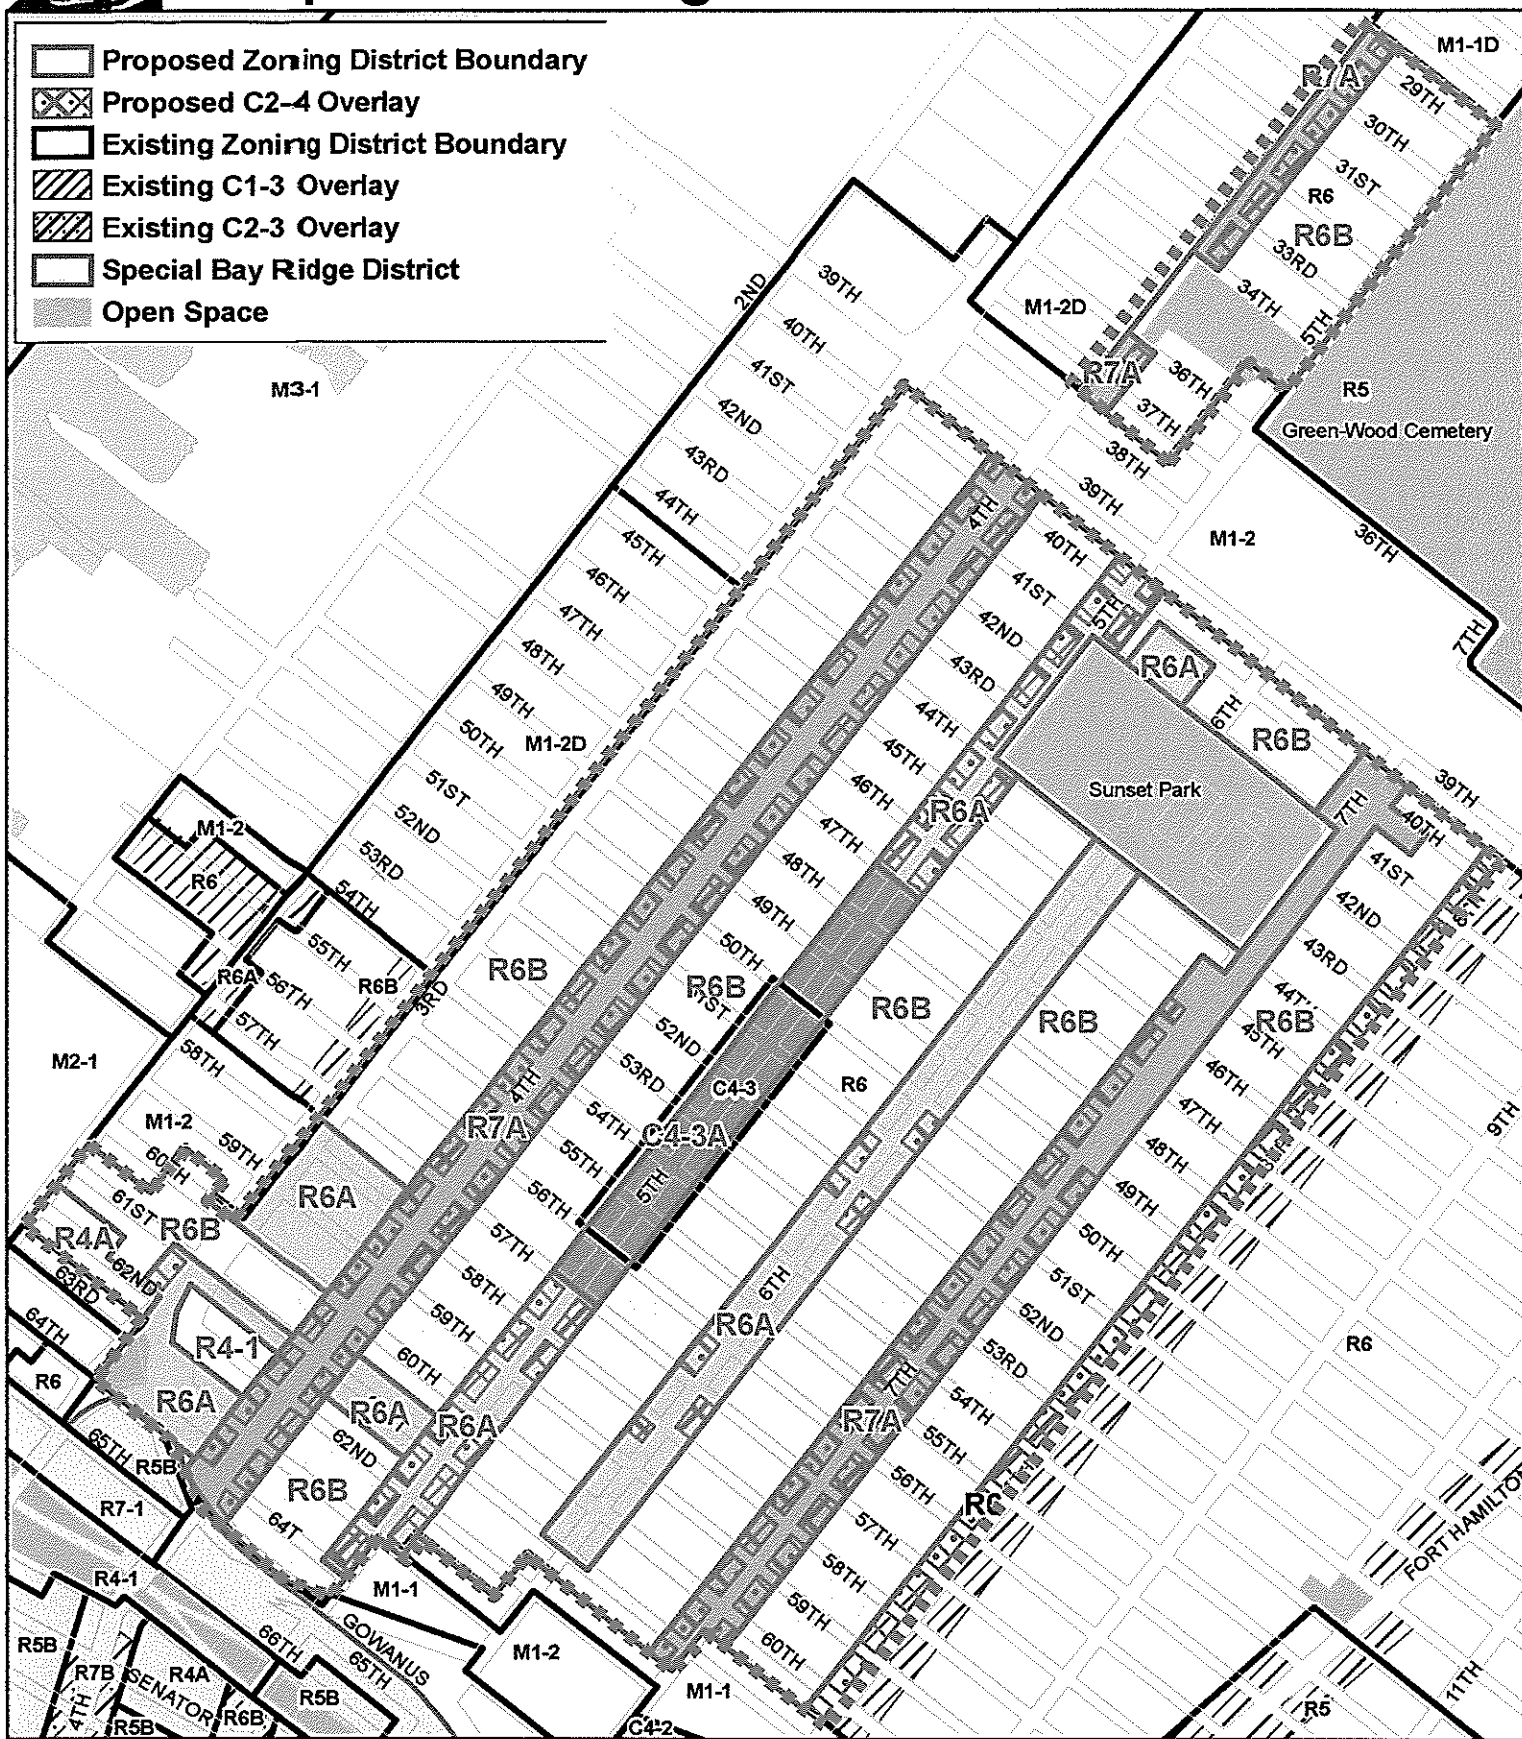 Proposed Zoning District Boundary
Proposed C2-4 Overlay
Existing Zoning District Boundary
Existing C1-3 Overlay
Existing C2-3 Overlay
Special Bay Ridge District
Open Space
M1-1D
R7A
29TH
30TH
31ST
R6
R6B
33RD
34TH
5TH
M1-2D
R7A
36TH
37TH
R5
Green-Wood Cemetery
38TH
39TH
M1-2
36TH
7TH
M3-1
2ND
39TH
40TH
41ST
42ND
43RD
44TH
45TH
46TH
47TH
48TH
49TH
50TH
M1-2D
51ST
52ND
53RD
54TH
4TH
40TH
41ST
42ND
43RD
44TH
45TH
46TH
47TH
48TH
49TH
50TH
5TH
R6A
6TH
R6B
Sunset Park
R6A
7TH
39TH
40TH
41ST
42ND
43RD
45TH
46TH
47TH
48TH
49TH
50TH
51ST
52ND
53RD
54TH
55TH
56TH
57TH
58TH
59TH
60TH
R6B
9TH
M1-2
R6
R6A
55TH
56TH
57TH
R6B
3RD
R6B
R6B
52ND
53RD
54TH
55TH
56TH
57TH
58TH
59TH
60TH
C4-3
C4-3A
5TH
R6B
R6
R6B
M2-1
58TH
M1-2
59TH
60TH
61ST
R6B
R4A
62ND
63RD
64TH
R6A
R7A
4TH
R4-1
R6A
R6
R6A
R6A
62ND
R6B
64T
6TH
R6A
7TH
R7A
R6
65TH
R5B
R7-1
R4-1
R5B
R7B
4TH
SENATOR
R4A
R5B
R6B
66TH
R5B
GOWANUS
65TH
M1-1
M1-2
C4-2
M1-1
FORT HAMILTON
11TH
R5